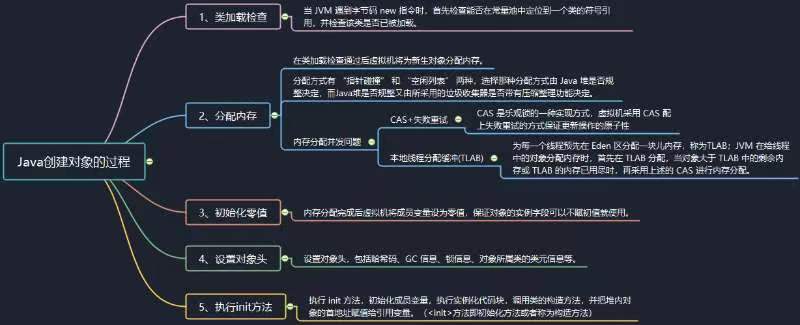 Java创建对象的过程
1、类加载检查
当 JVM 遇到字节码 new 指令时，首先检查能否在常量池中定位到一个类的符号引
用，并检查该类是否已被加载。
2、分配内存
在类加载检查通过后虚拟机将为新生对象分配内存。
分配方式有 “指针碰撞” 和 “空闲列表” 两种，选择那种分配方式由 Java 堆是否规
整决定，而Java堆是否规整又由所采用的垃圾收集器是否带有压缩整理功能决定。
内存分配并发问题
CAS+失败重试
CAS 是乐观锁的一种实现方式，虚拟机采用 CAS 配
上失败重试的方式保证更新操作的原子性
本地线程分配缓冲(TLAB)
为每一个线程预先在 Eden 区分配一块儿内存，称为TLAB；JVM 在给线程
中的对象分配内存时，首先在 TLAB 分配，当对象大于 TLAB 中的剩余内
存或 TLAB 的内存已用尽时，再采用上述的 CAS 进行内存分配。
3、初始化零值
内存分配完成后虚拟机将成员变量设为零值，保证对象的实例字段可以不赋初值就使用。
4、设置对象头
设置对象头，包括哈希码、GC 信息、锁信息、对象所属类的类元信息等。
5、执行init方法
执行 init 方法，初始化成员变量，执行实例化代码块，调用类的构造方法，并把堆内对
象的首地址赋值给引用变量。（<init>方法即初始化方法或者称为构造方法）